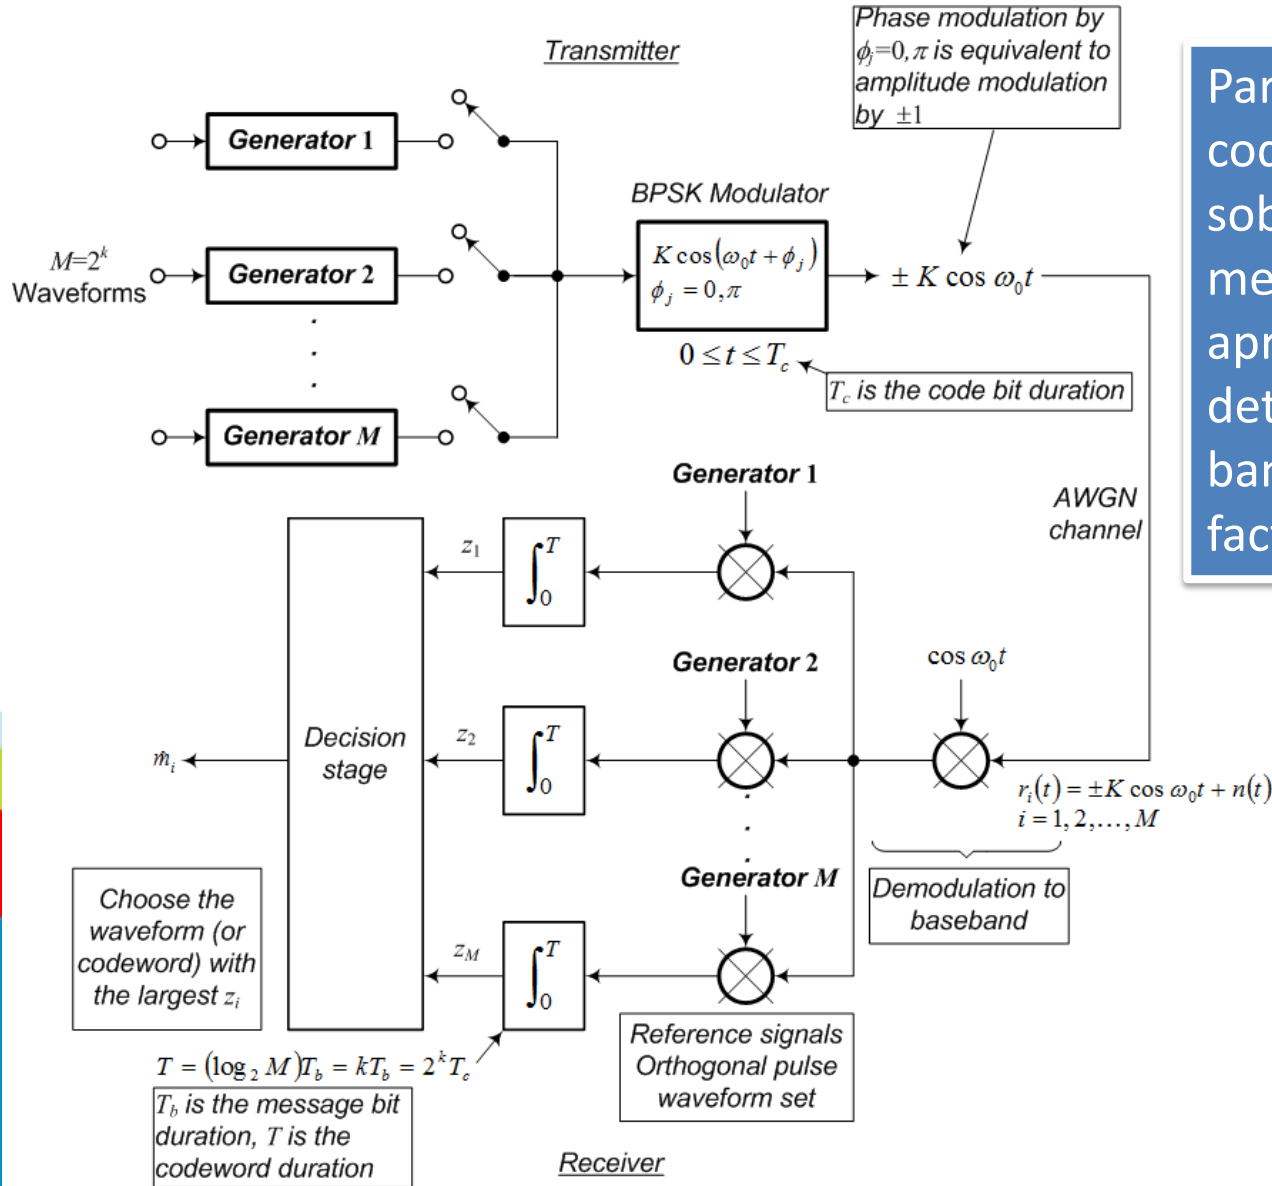 Transmitter
Phase modulation by
ϕj=0, π is equivalent to
amplitude modulation
by ±1
Generator 1
BPSK Modulator
M=2^k
Waveforms
Generator 2
K cos(ω₀t + ϕj)
ϕj = 0, π
± K cos ω₀t
0 ≤ t ≤ Tc
Tc is the code bit duration
Generator M
AWGN
channel
Generator 1
z₁
∫₀ᵀ
Generator 2
cos ω₀t
Decision
stage
z₂
∫₀ᵀ
m̂i
ri(t) = ±K cos ω₀t + n(t)
i = 1, 2, ..., M
Generator M
Demodulation to
baseband
Choose the
waveform (or
codeword) with
the largest zi
zM
∫₀ᵀ
Reference signals
Orthogonal pulse
waveform set
T = (log₂ M)Tb = kTb = 2^k Tc
Tb is the message bit
duration, T is the
codeword duration
Receiver